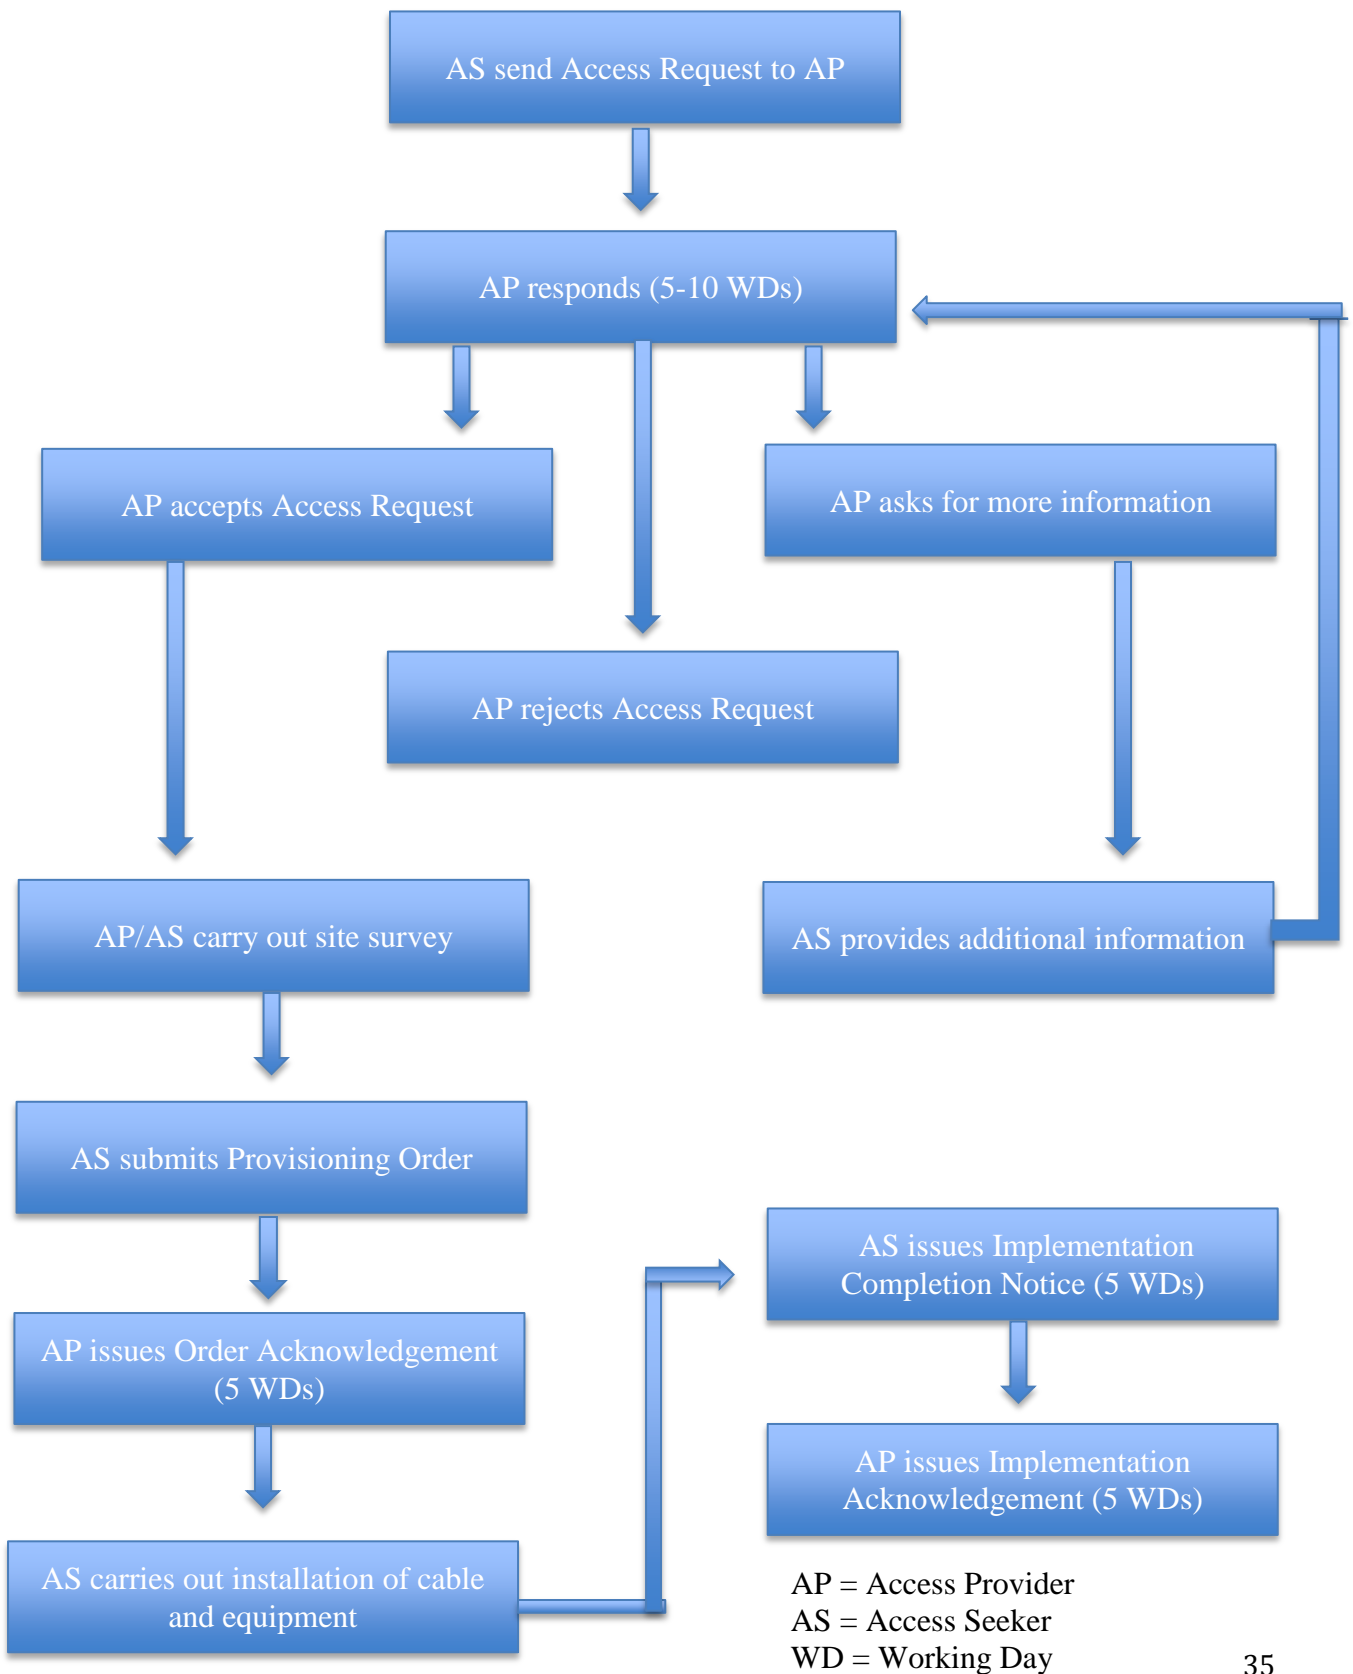 AS send Access Request to AP
AP responds (5-10 WDs)
AP accepts Access Request
AP asks for more information
AP rejects Access Request
AP/AS carry out site survey
AS provides additional information
AS submits Provisioning Order
AS issues Implementation
Completion Notice (5 WDs)
AP issues Order Acknowledgement
(5 WDs)
AP issues Implementation
Acknowledgement (5 WDs)
AS carries out installation of cable
and equipment
AP = Access Provider
AS = Access Seeker
WD = Working Day
35